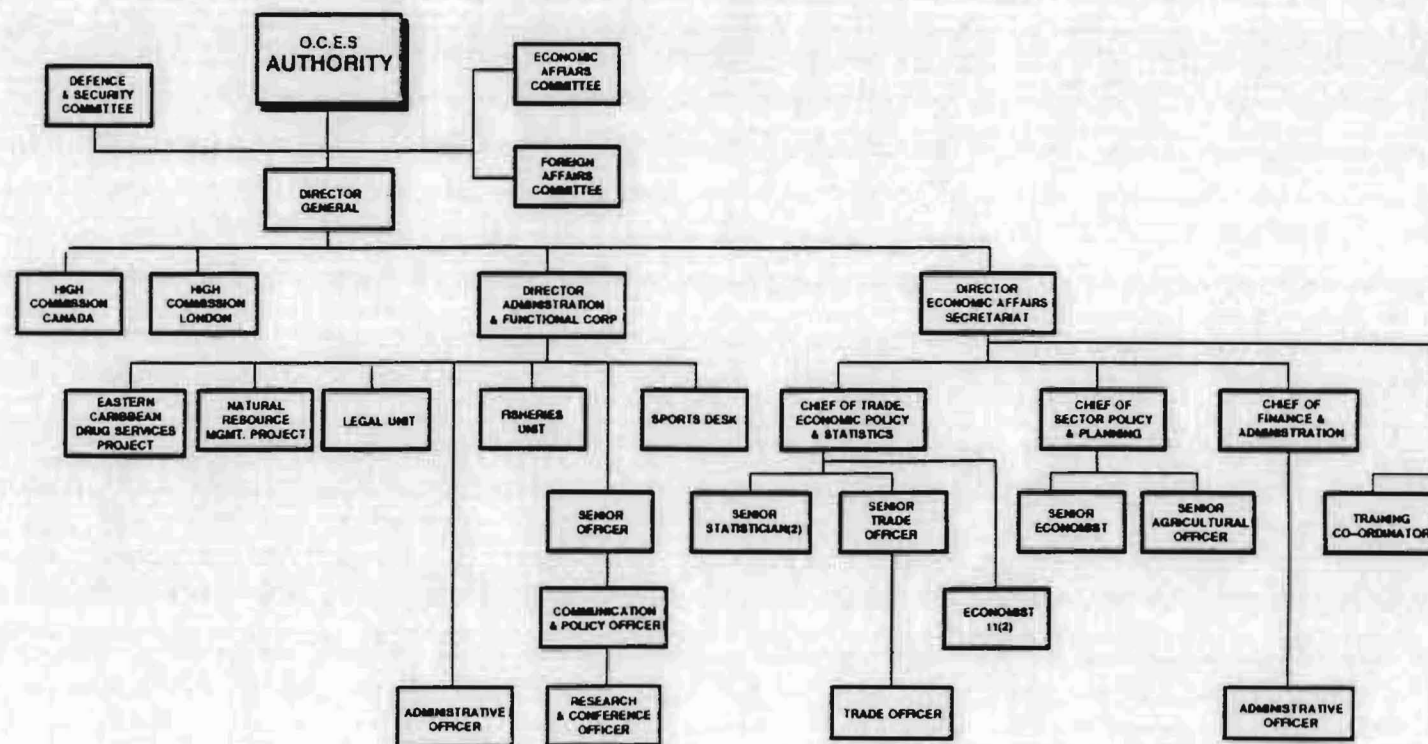 O.C.E.S
AUTHORITY
DEFENCE
& SECURITY
COMMITTEE
ECONOMIC
AFFIARS
COMMITTEE
FOREIGN
AFFAIRS
COMMITTEE
DIRECTOR
GENERAL
HIGH
COMMISSION
CANADA
HIGH
COMMISSION
LONDON
DIRECTOR
ADMINISTRATION
& FUNCTIONAL CORP
DIRECTOR
ECONOMIC AFFAIRS
SECRETARIAT
EASTERN
CARIBBEAN
DRUG SERVICES
PROJECT
NATURAL
RESOURCE
MGMT. PROJECT
LEGAL UNIT
FISHERIES
UNIT
SPORTS DESK
CHIEF OF TRADE,
ECONOMIC POLICY
& STATISTICS
CHIEF OF
SECTOR POLICY
& PLANNING
CHIEF OF
FINANCE &
ADMINISTRATION
SENIOR
OFFICER
SENIOR
STATISTICIAN(2)
SENIOR
TRADE
OFFICER
SENIOR
ECONOMIST
SENIOR
AGRICULTURAL
OFFICER
TRAINING
CO-ORDINATOR
COMMUNICATION
& POLICY OFFICER
ECONOMIST
11(2)
ADMINISTRATIVE
OFFICER
RESEARCH
& CONFERENCE
OFFICER
TRADE OFFICER
ADMINISTRATIVE
OFFICER